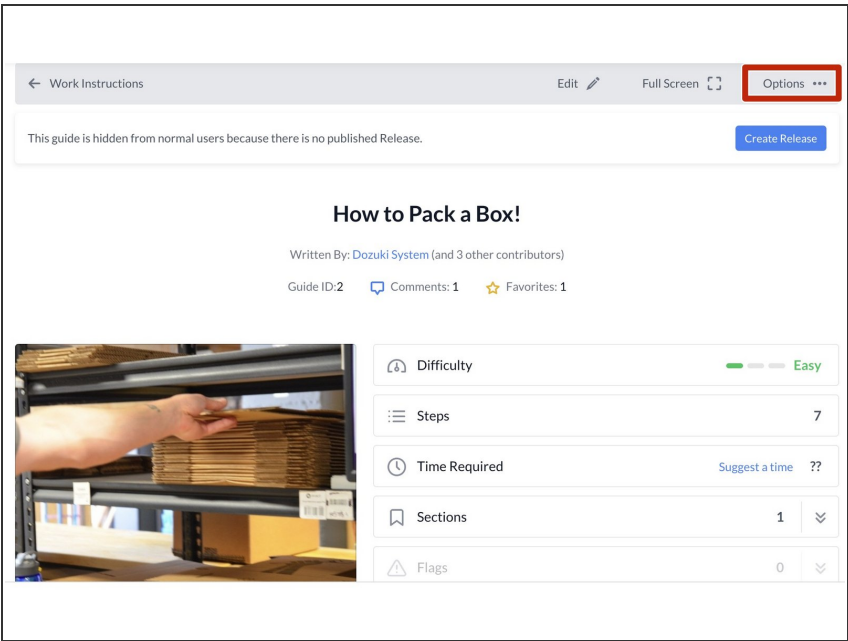 Work Instructions
Edit
Full Screen
Options
This guide is hidden from normal users because there is no published Release.
Create Release
How to Pack a Box!
Written By: Dozuki System (and 3 other contributors)
Guide ID:2 Comments: 1 Favorites: 1
Difficulty Easy
Steps 7
Time Required Suggest a time ??
Sections 1
Flags 0